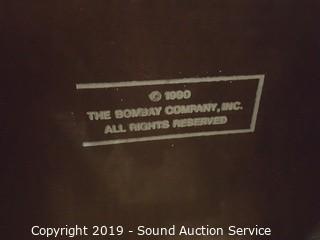 © 1990
THE BOMBAY COMPANY, INC.
ALL RIGHTS RESERVED
Copyright 2019 - Sound Auction Service